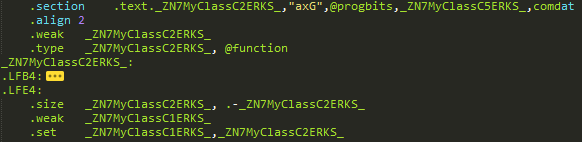 .section .text._ZN7MyClassC2ERKS_,"axG",@progbits,_ZN7MyClassC5ERKS_,comdat
.align 2
.weak _ZN7MyClassC2ERKS_
.type _ZN7MyClassC2ERKS_, @function
_ZN7MyClassC2ERKS_:
.LFB4:
.LFE4:
.size _ZN7MyClassC2ERKS_, .-_ZN7MyClassC2ERKS_
.weak _ZN7MyClassC1ERKS_
.set _ZN7MyClassC1ERKS_,_ZN7MyClassC2ERKS_